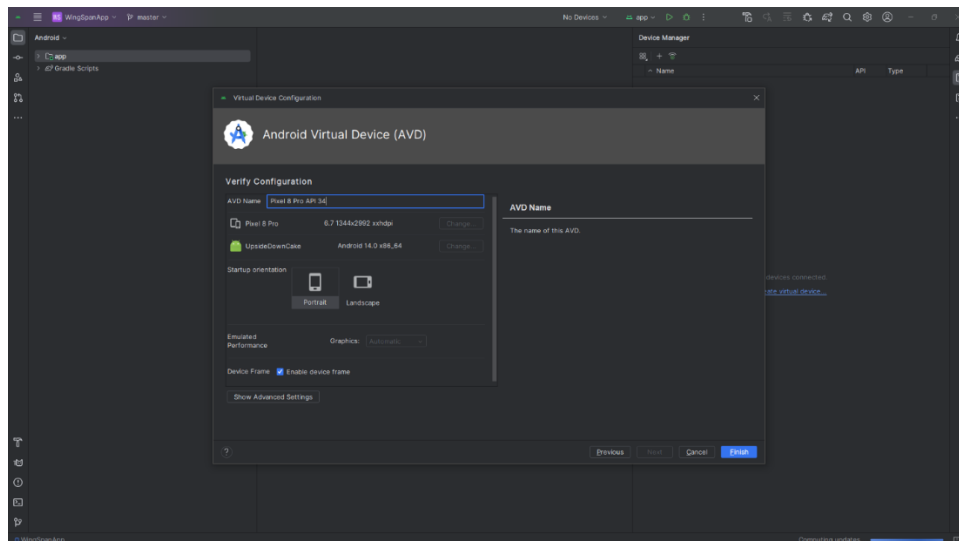 WS WingSpanApp master No Devices app
Android
app
Gradle Scripts
Device Manager
Name API Type
Virtual Device Configuration
Android Virtual Device (AVD)
Verify Configuration
AVD Name Pixel 8 Pro API 34
Pixel 8 Pro 6.7 1344x2992 xxhdpi Change...
UpsideDownCake Android 14.0 x86_64 Change...
Startup orientation
Portrait Landscape
Emulated
Performance
Graphics: Automatic
Device Frame Enable device frame
Show Advanced Settings
AVD Name
The name of this AVD.
devices connected.
ate virtual device...
? Previous Next Cancel Finish
WingSpanApp Computing updates